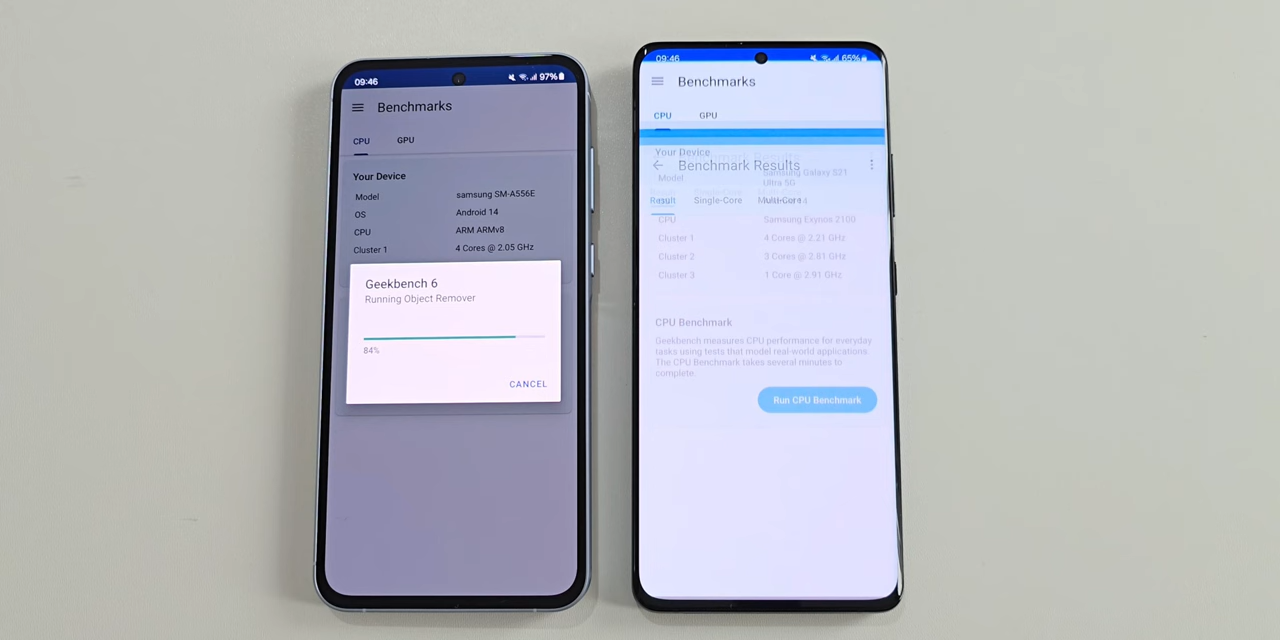 09:46
97%
Benchmarks
CPU GPU
Your Device
Model samsung SM-A556E
OS Android 14
CPU ARM ARMv8
Cluster 1 4 Cores @ 2.05 GHz
Geekbench 6
Running Object Remover
84%
CANCEL
09:46
65%
Benchmarks
CPU GPU
Your Device
Benchmark Results
Model Samsung Galaxy S21
Ultra 5G
Result Single-Core Multi-Core
CPU Samsung Exynos 2100
Cluster 1 4 Cores @ 2.21 GHz
Cluster 2 3 Cores @ 2.81 GHz
Cluster 3 1 Core @ 2.91 GHz
CPU Benchmark
Geekbench measures CPU performance for everyday
tasks using tests that model real-world applications.
The CPU Benchmark takes several minutes to
complete.
Run CPU Benchmark